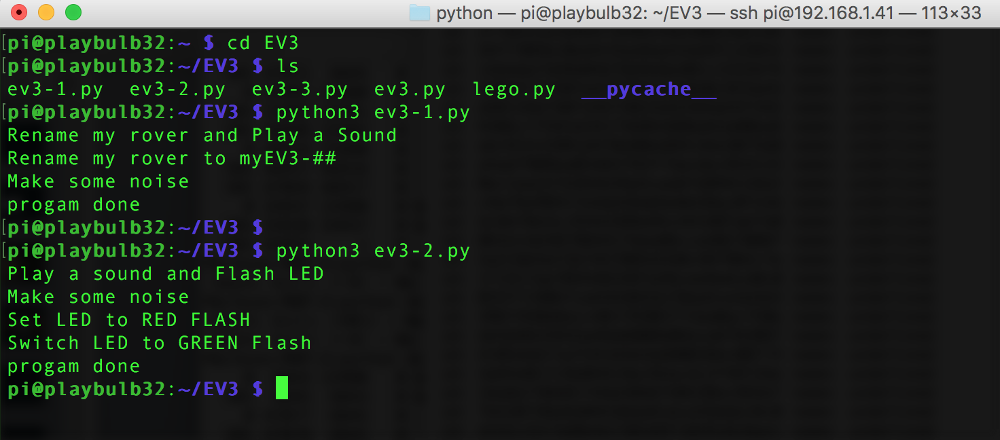 python — pi@playbulb32: ~/EV3 — ssh pi@192.168.1.41 — 113×33
[pi@playbulb32:~ $ cd EV3
[pi@playbulb32:~/EV3 $ ls
ev3-1.py  ev3-2.py  ev3-3.py  ev3.py  lego.py  __pycache__
[pi@playbulb32:~/EV3 $ python3 ev3-1.py
Rename my rover and Play a Sound
Rename my rover to myEV3-##
Make some noise
progam done
[pi@playbulb32:~/EV3 $
[pi@playbulb32:~/EV3 $ python3 ev3-2.py
Play a sound and Flash LED
Make some noise
Set LED to RED FLASH
Switch LED to GREEN Flash
progam done
pi@playbulb32:~/EV3 $